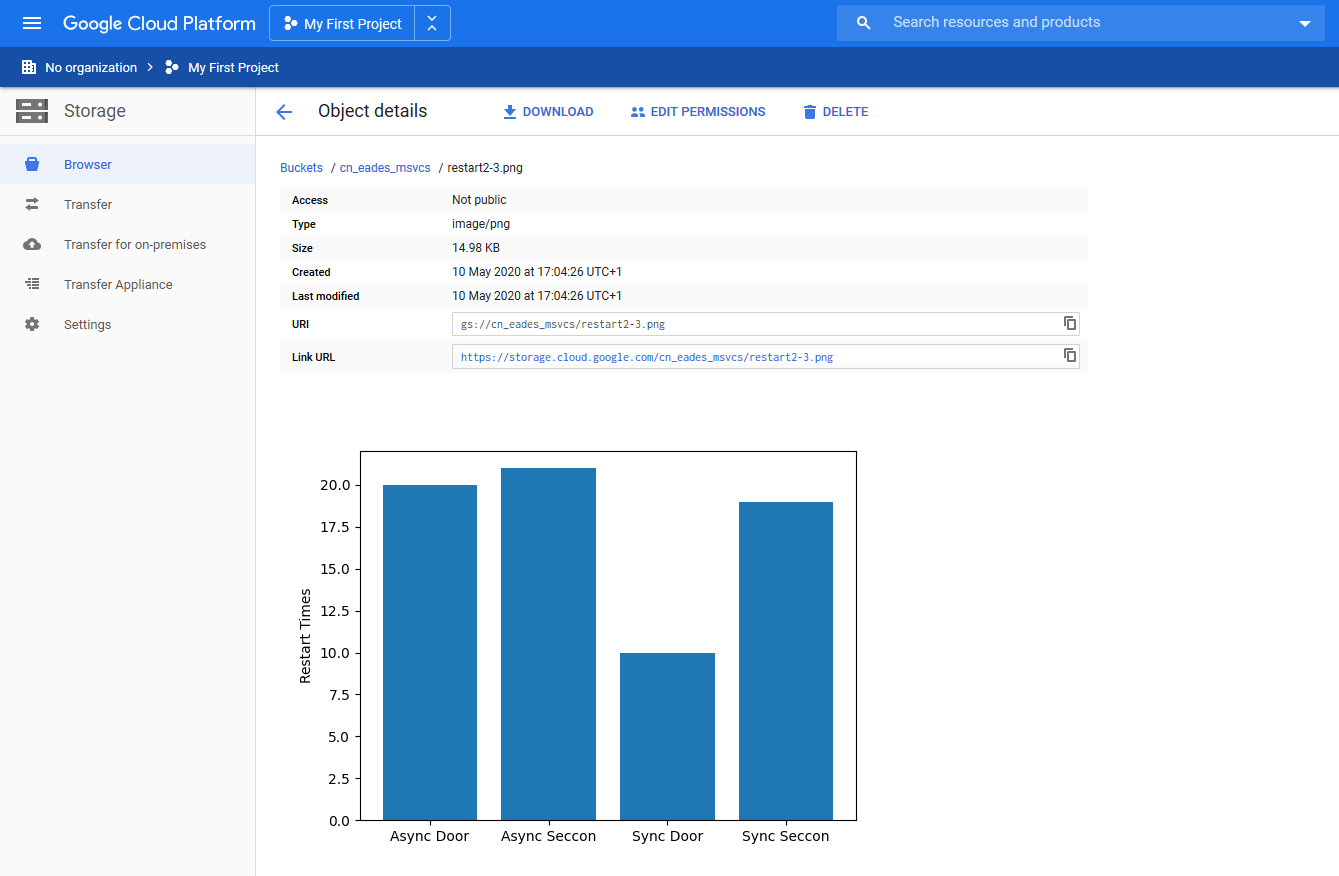 Google Cloud Platform
My First Project
Search resources and products
No organization
My First Project
Storage
Object details
DOWNLOAD
EDIT PERMISSIONS
DELETE
Browser
Transfer
Transfer for on-premises
Transfer Appliance
Settings
Buckets / cn_eades_msvcs / restart2-3.png
Access Not public
Type image/png
Size 14.98 KB
Created 10 May 2020 at 17:04:26 UTC+1
Last modified 10 May 2020 at 17:04:26 UTC+1
URI gs://cn_eades_msvcs/restart2-3.png
Link URL https://storage.cloud.google.com/cn_eades_msvcs/restart2-3.png
Restart Times
20.0
17.5
15.0
12.5
10.0
7.5
5.0
2.5
0.0
Async Door Async Seccon Sync Door Sync Seccon